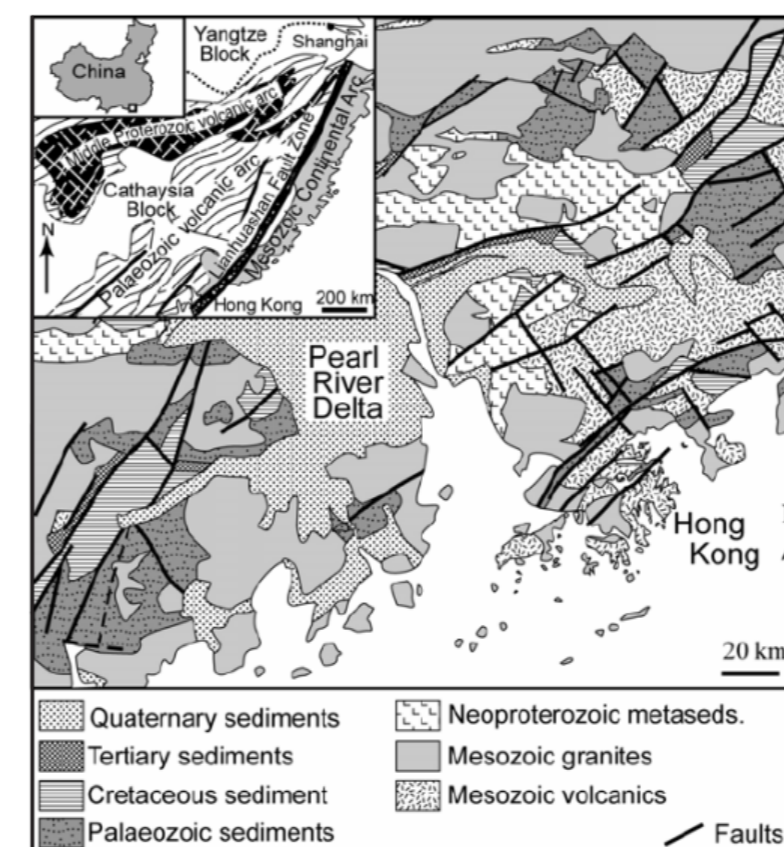 Yangtze
Block
Shanghai
China
Middle Proterozoic volcanic arc
Cathaysia
Block
Palaeozoic volcanic arc
Lianhuashan Fault Zone
Mesozoic Continental Arc
N
Hong Kong
200 km
Pearl
River
Delta
Hong
Kong
20 km
Quaternary sediments
Tertiary sediments
Cretaceous sediment
Palaeozoic sediments
Neoproterozoic metaseds.
Mesozoic granites
Mesozoic volcanics
Faults